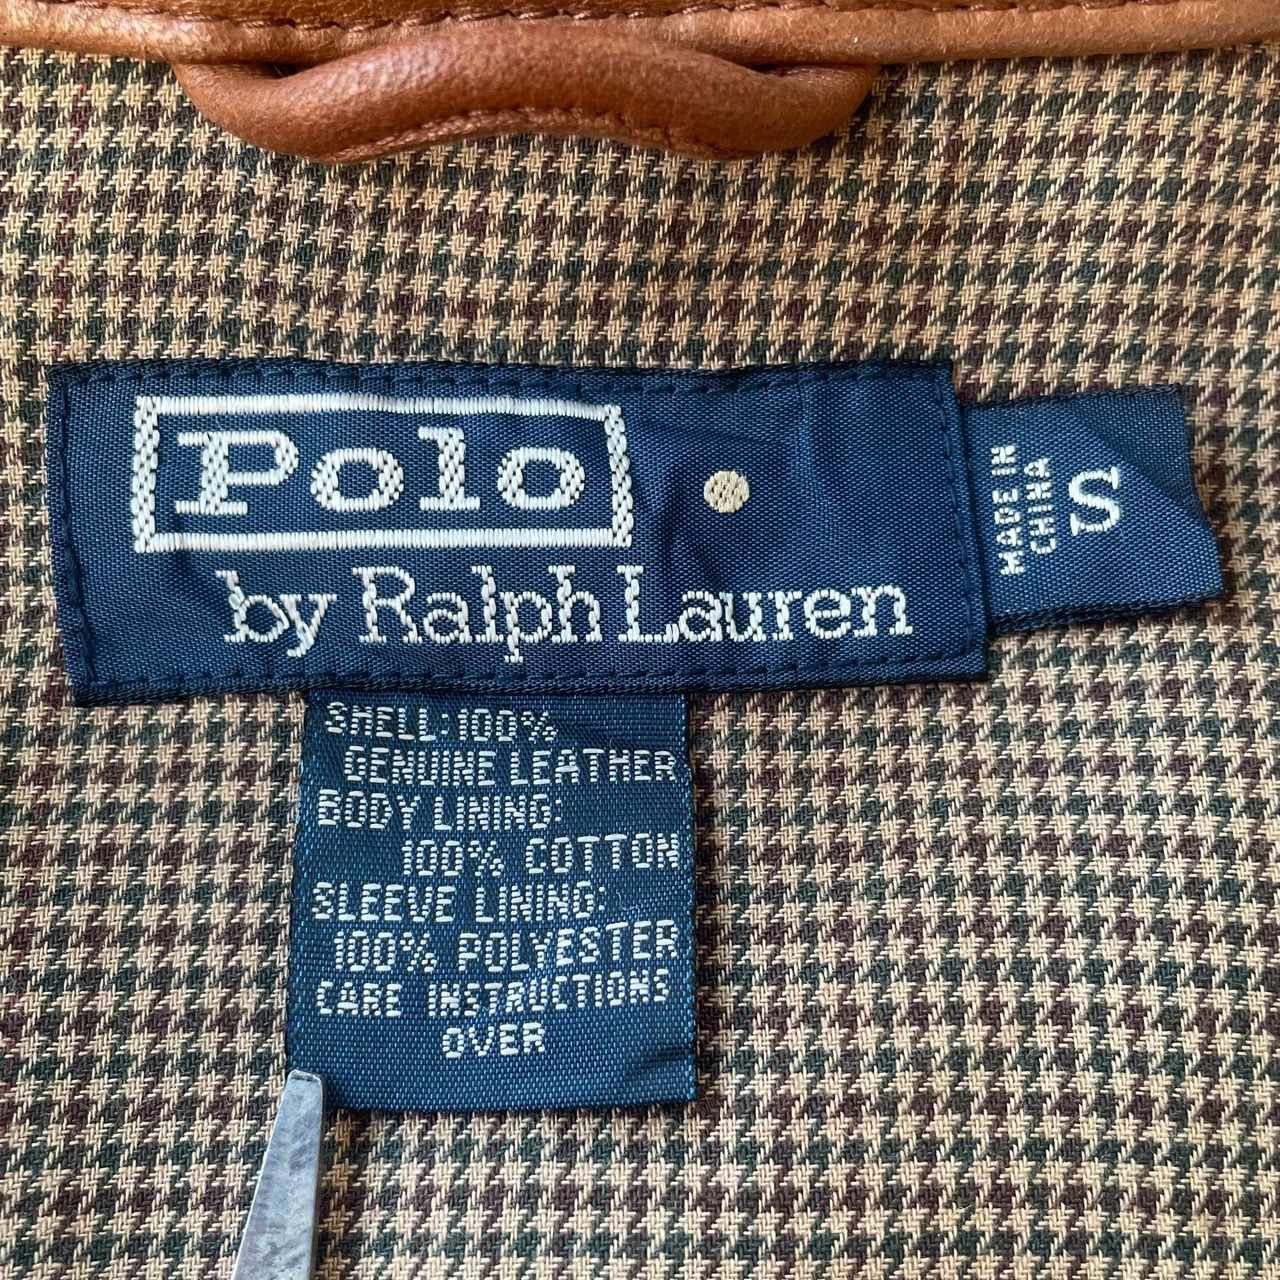 Polo
by Ralph Lauren
MADE IN
CHINA
S
SHELL: 100%
GENUINE LEATHER
BODY LINING:
100% COTTON
SLEEVE LINING:
100% POLYESTER
CARE INSTRUCTIONS
OVER